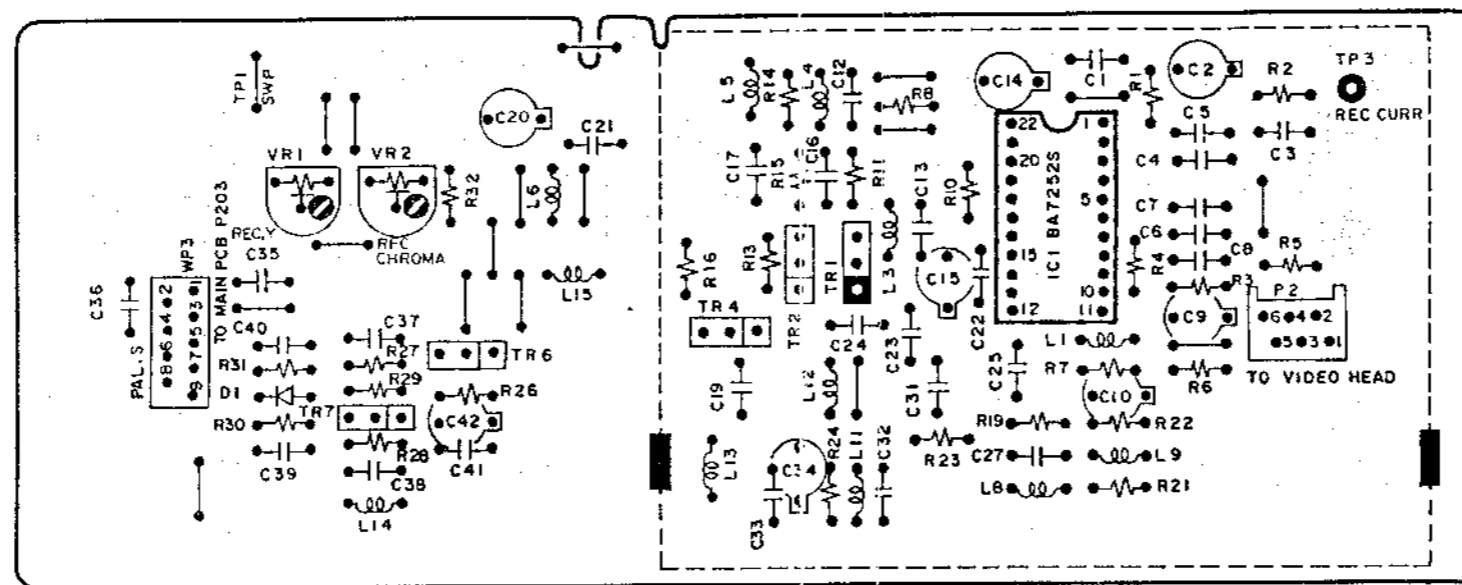 TP1
SWP
VR1
VR2
REC,Y
REC
CHROMA
C20
C21
R32
L6
L15
C36
C35
C40
TO MAIN PCB P203
WP3
PAL,S
2
4
6
8
1
3
5
7
9
R31
D1
R30
C39
C37
R27
R29
TR7
R28
C38
L14
TR6
R26
C42
C41
L5
R14
L4
C12
R8
C17
R15
C16
R11
C13
R10
R16
R13
TR2
TR1
L3
C15
C22
TR4
C24
C23
C19
L12
C31
R24
L11
C32
R23
L13
C34
C33
C14
C1
R1
C2
R2
TP3
REC CURR
22
20
15
12
1
5
10
11
IC1 BA7252S
C5
C4
C3
C7
C6
C8
R4
R3
R5
C9
P2
6 4 2
5 3 1
TO VIDEO HEAD
L1
R7
R6
C25
C10
R19
R22
C27
L9
L8
R21